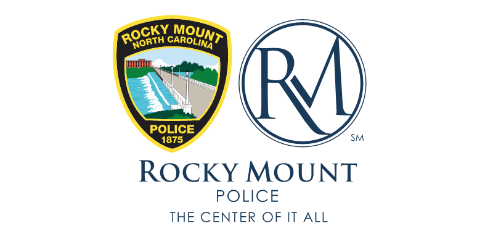 ROCKY MOUNT
NORTH CAROLINA
POLICE
1875
RM
SM
ROCKY MOUNT
POLICE
THE CENTER OF IT ALL